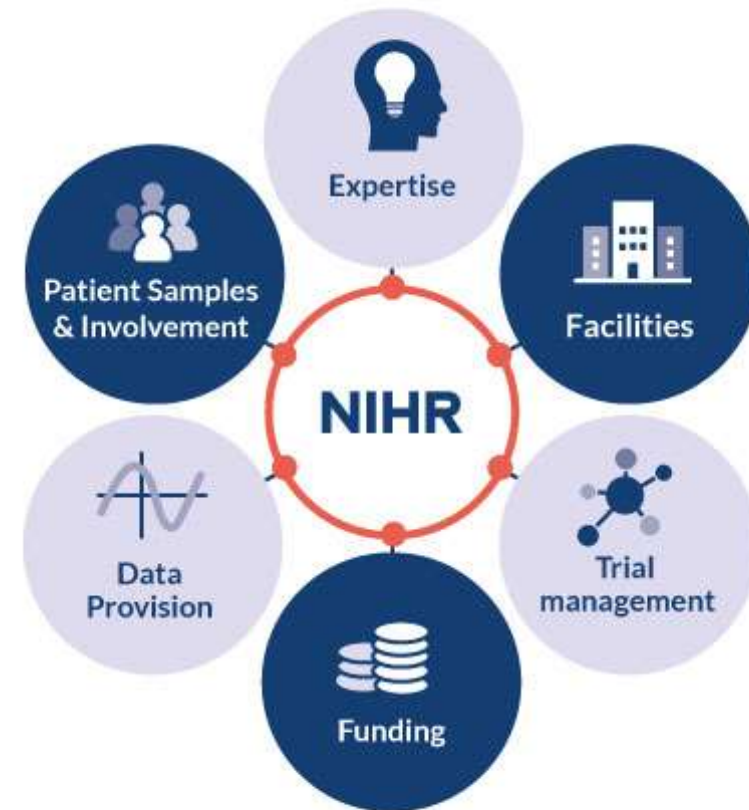 Expertise
Patient Samples
& Involvement
Facilities
NIHR
Data
Provision
Trial
management
Funding